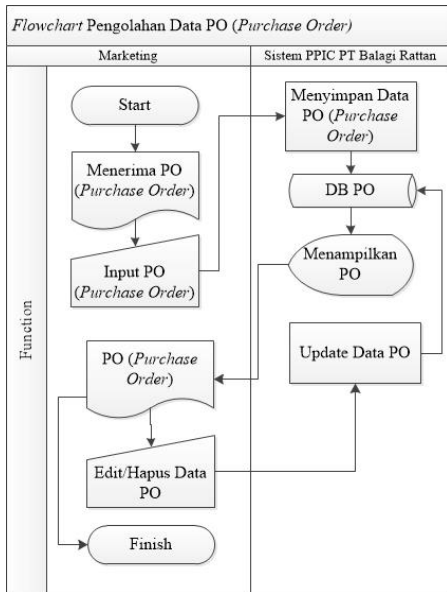 Flowchart Pengolahan Data PO (Purchase Order)
Marketing
Sistem PPIC PT Balagi Rattan
Function
Start
Menerima PO
(Purchase Order)
Input PO
(Purchase Order)
Menyimpan Data
PO (Purchase
Order)
DB PO
Menampilkan
PO
PO (Purchase
Order)
Update Data PO
Edit/Hapus Data
PO
Finish